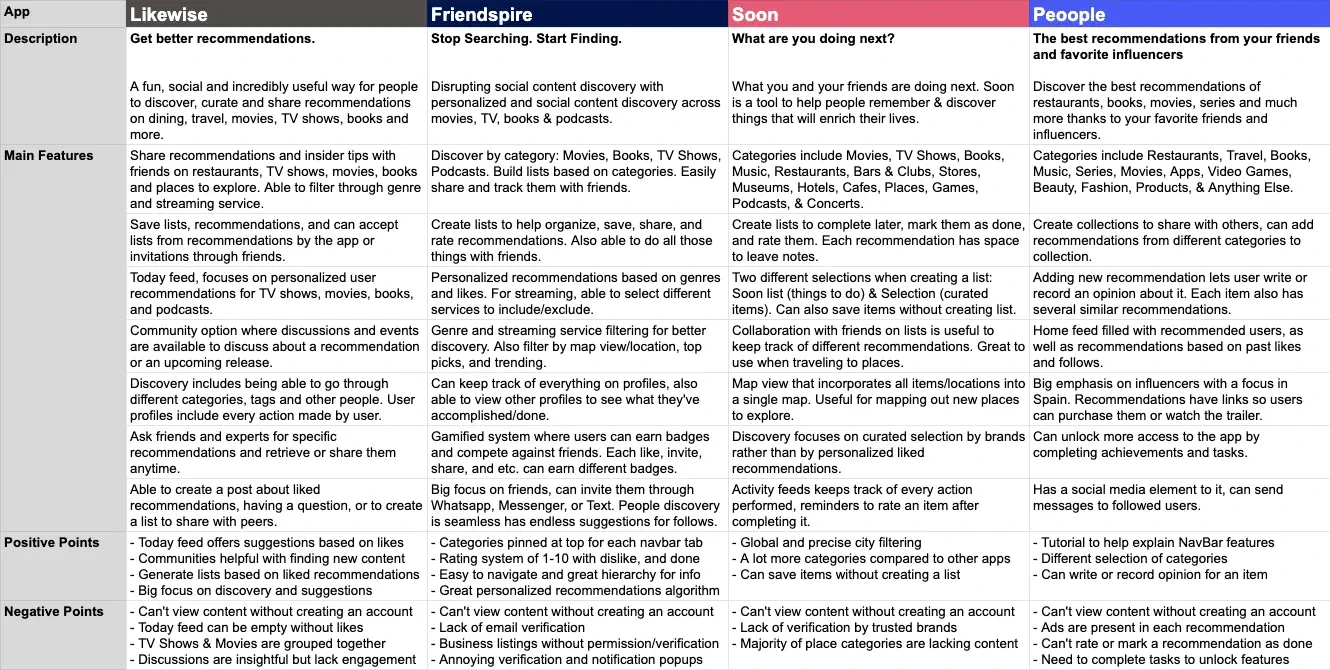 App
Likewise
Friendspire
Soon
Peoople
Description
Get better recommendations.
A fun, social and incredibly useful way for people
to discover, curate and share recommendations
on dining, travel, movies, TV shows, books and
more.
Stop Searching. Start Finding.
Disrupting social content discovery with
personalized and social content discovery across
movies, TV, books & podcasts.
What are you doing next?
What you and your friends are doing next. Soon
is a tool to help people remember & discover
things that will enrich their lives.
The best recommendations from your friends
and favorite influencers
Discover the best recommendations of
restaurants, books, movies, series and much
more thanks to your favorite friends and
influencers.
Main Features
Share recommendations and insider tips with
friends on restaurants, TV shows, movies, books
and places to explore. Able to filter through genre
and streaming service.
Discover by category: Movies, Books, TV Shows,
Podcasts. Build lists based on categories. Easily
share and track them with friends.
Categories include Movies, TV Shows, Books,
Music, Restaurants, Bars & Clubs, Stores,
Museums, Hotels, Cafes, Places, Games,
Podcasts, & Concerts.
Categories include Restaurants, Travel, Books,
Music, Series, Movies, Apps, Video Games,
Beauty, Fashion, Products, & Anything Else.
Save lists, recommendations, and can accept
lists from recommendations by the app or
invitations through friends.
Create lists to help organize, save, share, and
rate recommendations. Also able to do all those
things with friends.
Create lists to complete later, mark them as done,
and rate them. Each recommendation has space
to leave notes.
Create collections to share with others, can add
recommendations from different categories to
collection.
Today feed, focuses on personalized user
recommendations for TV shows, movies, books,
and podcasts.
Personalized recommendations based on genres
and likes. For streaming, able to select different
services to include/exclude.
Two different selections when creating a list:
Soon list (things to do) & Selection (curated
items). Can also save items without creating list.
Adding new recommendation lets user write or
record an opinion about it. Each item also has
several similar recommendations.
Community option where discussions and events
are available to discuss about a recommendation
or an upcoming release.
Genre and streaming service filtering for better
discovery. Also filter by map view/location, top
picks, and trending.
Collaboration with friends on lists is useful to
keep track of different recommendations. Great to
use when traveling to places.
Home feed filled with recommended users, as
well as recommendations based on past likes
and follows.
Discovery includes being able to go through
different categories, tags and other people. User
profiles include every action made by user.
Can keep track of everything on profiles, also
able to view other profiles to see what they've
accomplished/done.
Map view that incorporates all items/locations into
a single map. Useful for mapping out new places
to explore.
Big emphasis on influencers with a focus in
Spain. Recommendations have links so users
can purchase them or watch the trailer.
Ask friends and experts for specific
recommendations and retrieve or share them
anytime.
Gamified system where users can earn badges
and compete against friends. Each like, invite,
share, and etc. can earn different badges.
Discovery focuses on curated selection by brands
rather than by personalized liked
recommendations.
Can unlock more access to the app by
completing achievements and tasks.
Able to create a post about liked
recommendations, having a question, or to create
a list to share with peers.
Big focus on friends, can invite them through
Whatsapp, Messenger, or Text. People discovery
is seamless has endless suggestions for follows.
Activity feeds keeps track of every action
performed, reminders to rate an item after
completing it.
Has a social media element to it, can send
messages to followed users.
Positive Points
- Today feed offers suggestions based on likes
- Communities helpful with finding new content
- Generate lists based on liked recommendations
- Big focus on discovery and suggestions
- Categories pinned at top for each navbar tab
- Rating system of 1-10 with dislike, and done
- Easy to navigate and great hierarchy for info
- Great personalized recommendations algorithm
- Global and precise city filtering
- A lot more categories compared to other apps
- Can save items without creating a list
- Tutorial to help explain NavBar features
- Different selection of categories
- Can write or record opinion for an item
Negative Points
- Can't view content without creating an account
- Today feed can be empty without likes
- TV Shows & Movies are grouped together
- Discussions are insightful but lack engagement
- Can't view content without creating an account
- Lack of email verification
- Business listings without permission/verification
- Annoying verification and notification popups
- Can't view content without creating an account
- Lack of verification by trusted brands
- Majority of place categories are lacking content
- Can't view content without creating an account
- Ads are present in each recommendation
- Can't rate or mark a recommendation as done
- Need to complete tasks to unlock features